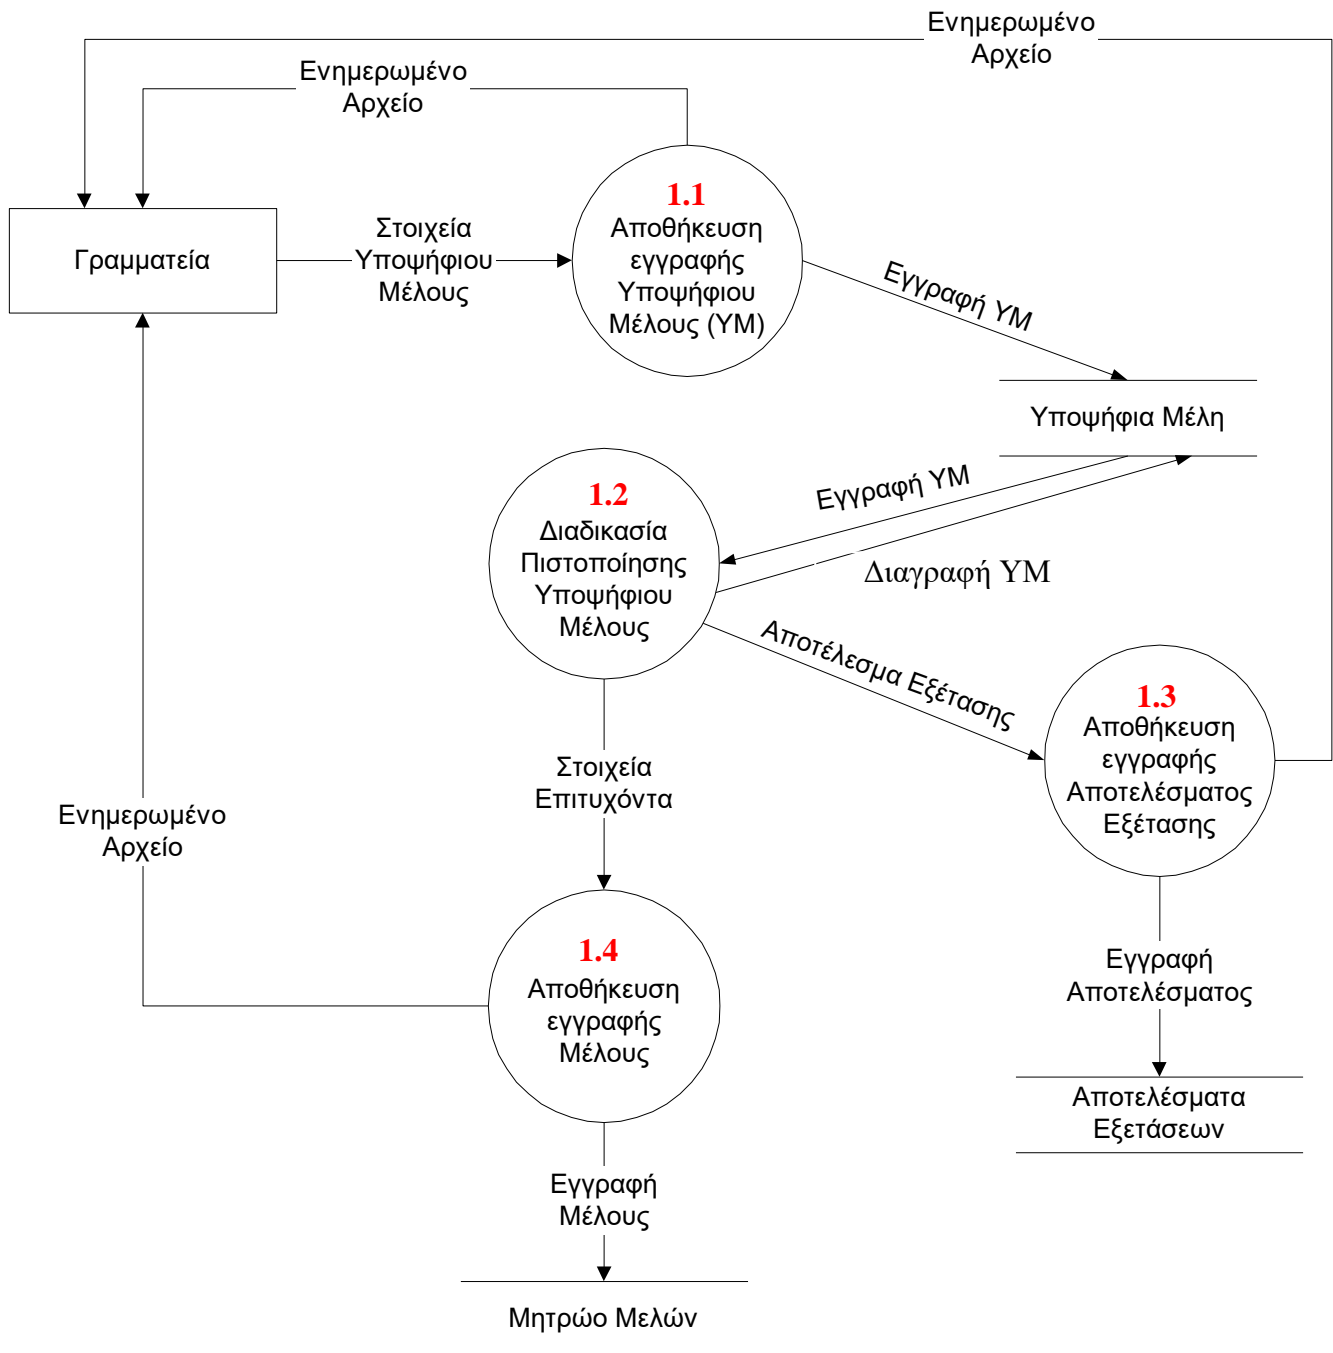 Ενημερωμένο
Αρχείο
Ενημερωμένο
Αρχείο
Γραμματεία
Στοιχεία
Υποψήφιου
Μέλους
1.1
Αποθήκευση
εγγραφής
Υποψήφιου
Μέλους (ΥΜ)
Εγγραφή ΥΜ
Υποψήφια Μέλη
Εγγραφή ΥΜ
Διαγραφή ΥΜ
1.2
Διαδικασία
Πιστοποίησης
Υποψήφιου
Μέλους
Αποτέλεσμα Εξέτασης
1.3
Αποθήκευση
εγγραφής
Αποτελέσματος
Εξέτασης
Στοιχεία
Επιτυχόντα
Ενημερωμένο
Αρχείο
1.4
Αποθήκευση
εγγραφής
Μέλους
Εγγραφή
Αποτελέσματος
Αποτελέσματα
Εξετάσεων
Εγγραφή
Μέλους
Μητρώο Μελών